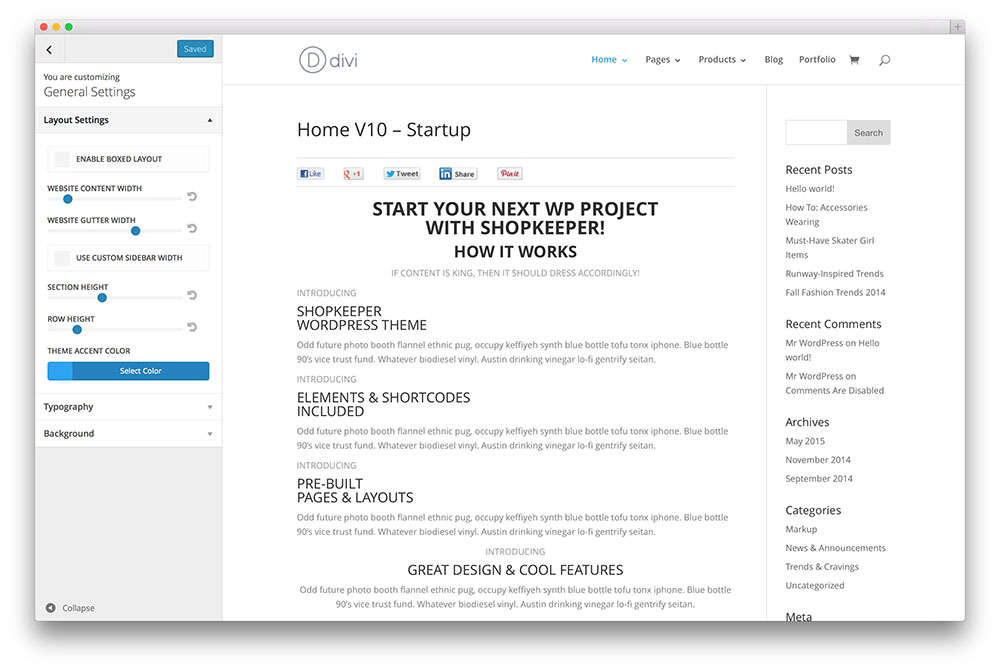 Saved
You are customizing
General Settings
Layout Settings
ENABLE BOXED LAYOUT
WEBSITE CONTENT WIDTH
WEBSITE GUTTER WIDTH
USE CUSTOM SIDEBAR WIDTH
SECTION HEIGHT
ROW HEIGHT
THEME ACCENT COLOR
Select Color
Typography
Background
Collapse
D divi
Home Pages Products Blog Portfolio
Home V10 – Startup
Like +1 Tweet Share Pin it
START YOUR NEXT WP PROJECT
WITH SHOPKEEPER!
HOW IT WORKS
IF CONTENT IS KING, THEN IT SHOULD DRESS ACCORDINGLY!
INTRODUCING
SHOPKEEPER
WORDPRESS THEME
Odd future photo booth flannel ethnic pug, occupy keffiyeh synth blue bottle tofu tonx iphone. Blue bottle
90's vice trust fund. Whatever biodiesel vinyl. Austin drinking vinegar lo-fi gentrify seitan.
INTRODUCING
ELEMENTS & SHORTCODES
INCLUDED
Odd future photo booth flannel ethnic pug, occupy keffiyeh synth blue bottle tofu tonx iphone. Blue bottle
90's vice trust fund. Whatever biodiesel vinyl. Austin drinking vinegar lo-fi gentrify seitan.
INTRODUCING
PRE-BUILT
PAGES & LAYOUTS
Odd future photo booth flannel ethnic pug, occupy keffiyeh synth blue bottle tofu tonx iphone. Blue bottle
90's vice trust fund. Whatever biodiesel vinyl. Austin drinking vinegar lo-fi gentrify seitan.
INTRODUCING
GREAT DESIGN & COOL FEATURES
Odd future photo booth flannel ethnic pug, occupy keffiyeh synth blue bottle tofu tonx iphone. Blue bottle
90's vice trust fund. Whatever biodiesel vinyl. Austin drinking vinegar lo-fi gentrify seitan.
Search
Recent Posts
Hello world!
How To: Accessories
Wearing
Must-Have Skater Girl
Items
Runway-Inspired Trends
Fall Fashion Trends 2014
Recent Comments
Mr WordPress on Hello
world!
Mr WordPress on
Comments Are Disabled
Archives
May 2015
November 2014
September 2014
Categories
Markup
News & Announcements
Trends & Cravings
Uncategorized
Meta